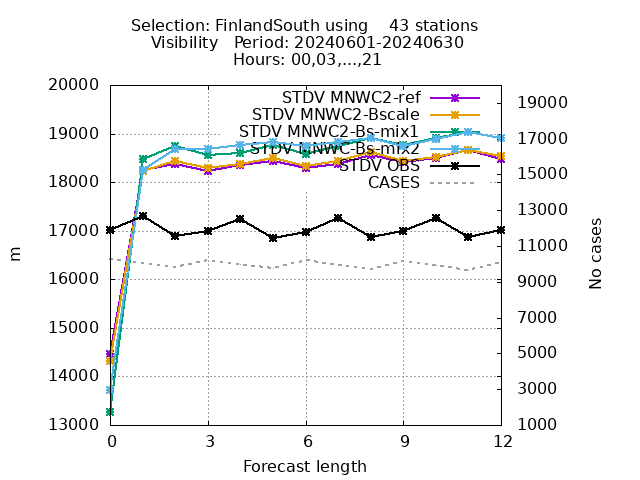 Selection: FinlandSouth using    43 stations
Visibility   Period: 20240601-20240630
Hours: 00,03,...,21
STDV MNWC2-ref
STDV MNWC2-Bscale
STDV MNWC2-Bs-mix1
STDV MNWC-Bs-mix2
STDV OBS
CASES
20000
19000
18000
17000
16000
15000
14000
13000
m
19000
17000
15000
13000
11000
9000
7000
5000
3000
1000
No cases
0 3 6 9 12
Forecast length